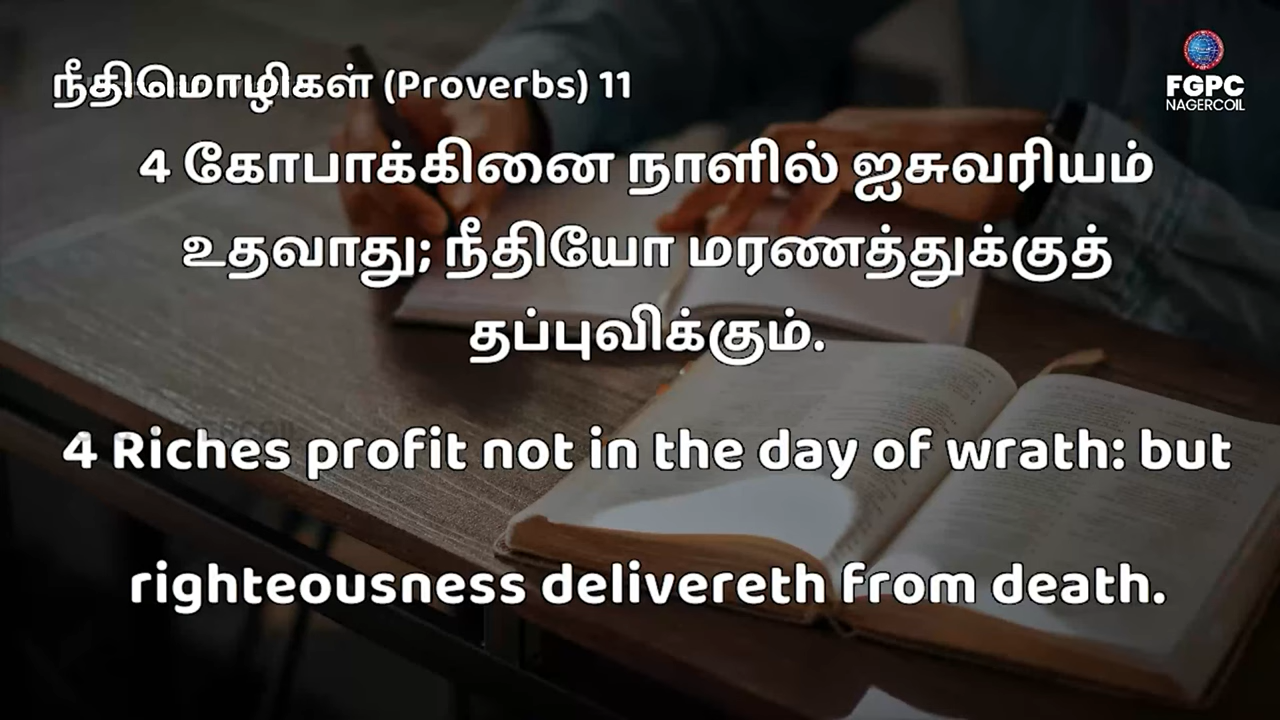 நீதிமொழிகள் (Proverbs) 11
FGPC
NAGERCOIL
4 கோபாக்கினை நாளில் ஐசுவரியம்
உதவாது; நீதியோ மரணத்துக்குத்
தப்புவிக்கும்.
4 Riches profit not in the day of wrath: but
righteousness delivereth from death.